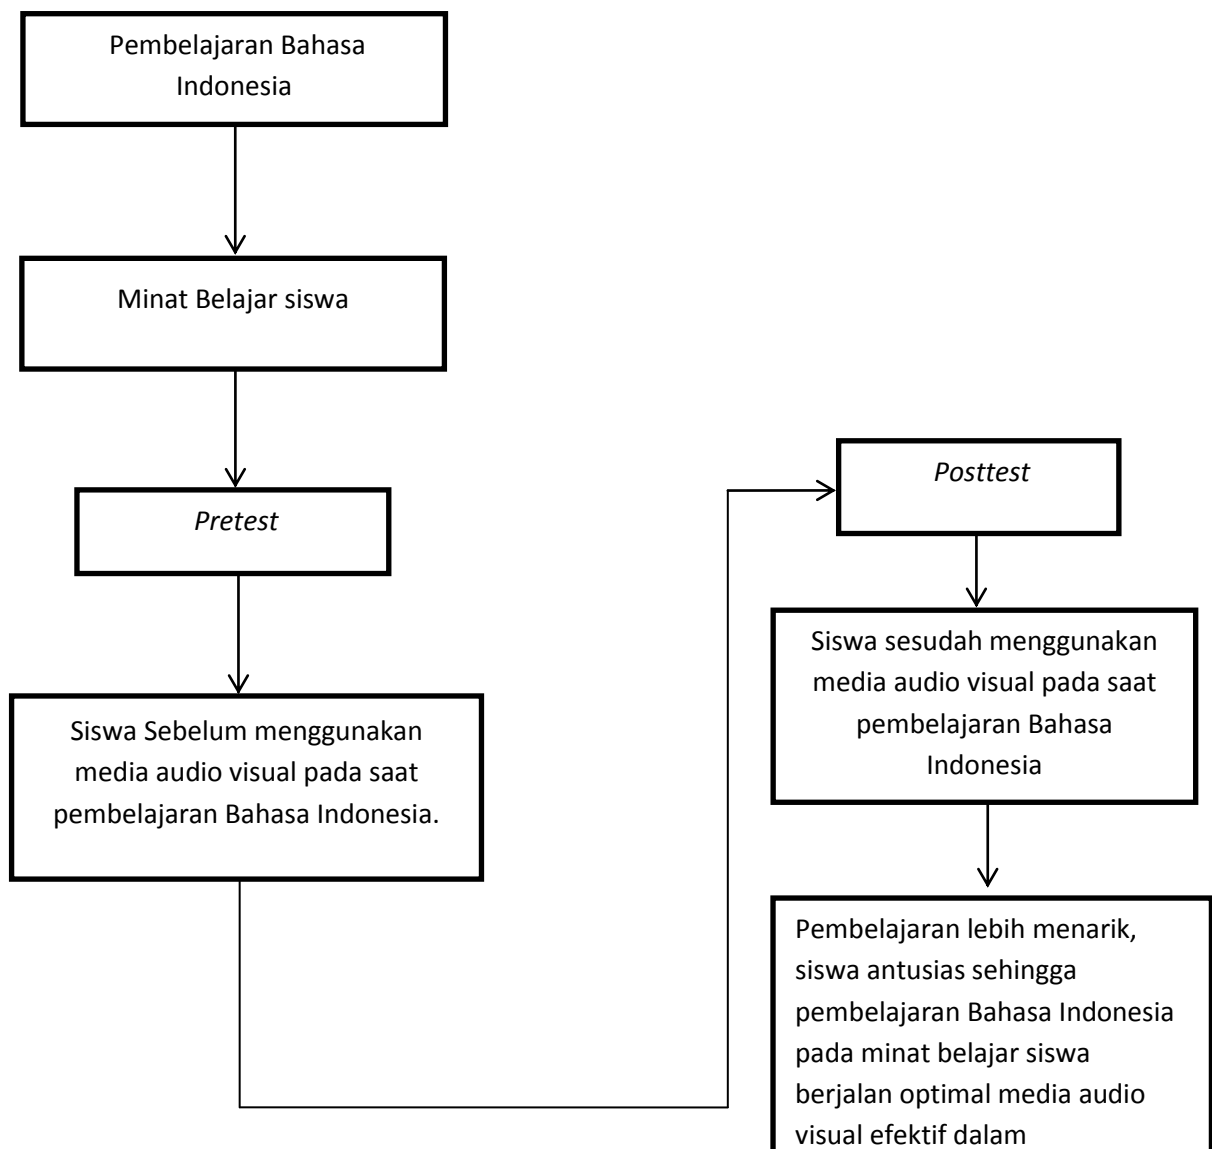 Pembelajaran Bahasa
Indonesia
Minat Belajar siswa
Pretest
Siswa Sebelum menggunakan
media audio visual pada saat
pembelajaran Bahasa Indonesia.
Posttest
Siswa sesudah menggunakan
media audio visual pada saat
pembelajaran Bahasa
Indonesia
Pembelajaran lebih menarik,
siswa antusias sehingga
pembelajaran Bahasa Indonesia
pada minat belajar siswa
berjalan optimal media audio
visual efektif dalam